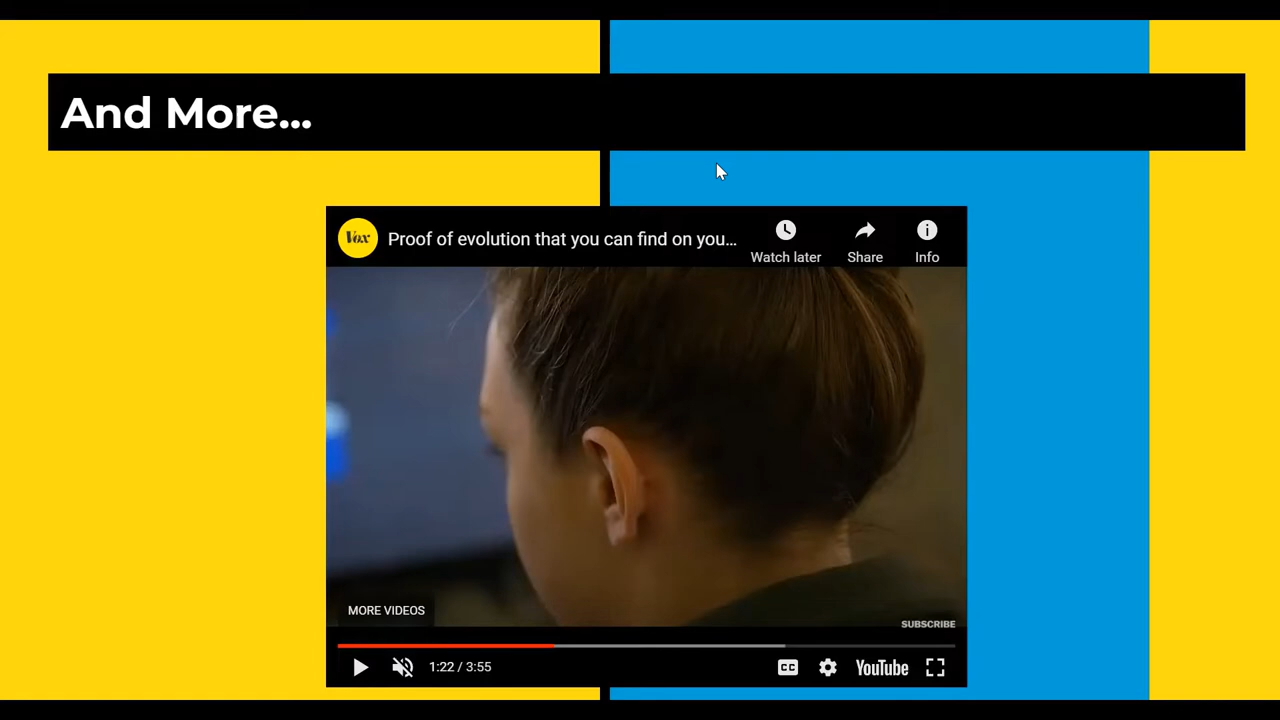 And More...
Vox
Proof of evolution that you can find on you...
Watch later
Share
Info
MORE VIDEOS
SUBSCRIBE
1:22 / 3:55
CC
YouTube